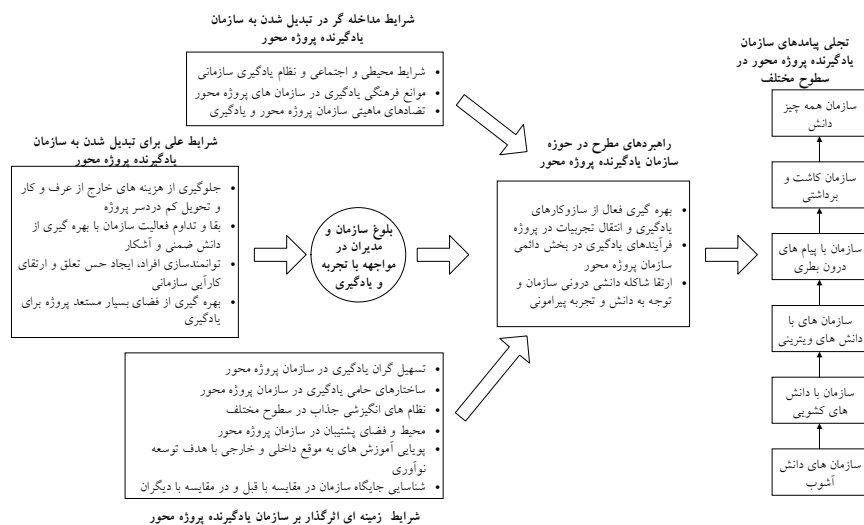 شرایط مداخله گر در تبدیل شدن به سازمان
یادگیرنده پروژه محور
شرایط محیطی و اجتماعی و نظام یادگیری سازمانی
موانع فرهنگی یادگیری در سازمان های پروژه محور
تضادهای ماهیتی سازمان پروژه محور و یادگیری
شرایط علی برای تبدیل شدن به سازمان
یادگیرنده پروژه محور
جلوگیری از هزینه های خارج از عرف و کار
و تحویل کم دردسر پروژه
بقا و تداوم فعالیت سازمان با بهره گیری از
دانش ضمنی و آشکار
توانمندسازی افراد، ایجاد حس تعلق و ارتقای
کارآیی سازمانی
بهره گیری از فضای بسیار مستعد پروژه برای
یادگیری
بلوغ سازمان و
مدیران در
مواجهه با تجربه
و یادگیری
راهبردهای مطرح در حوزه
سازمان یادگیرنده پروژه محور
بهره گیری فعال از سازوکارهای
یادگیری و انتقال تجربیات در پروژه
فرآیندهای یادگیری در بخش دائمی
سازمان پروژه محور
ارتقا شاکله دانشی درونی سازمان و
توجه به دانش و تجربه پیرامونی
تسهیل گران یادگیری در سازمان پروژه محور
ساختارهای حامی یادگیری در سازمان پروژه محور
نظام های انگیزشی جذاب در سطوح مختلف
محیط و فضای پشتیبان در سازمان پروژه محور
پویایی آموزش های به موقع داخلی و خارجی با هدف توسعه
نوآوری
شناسایی جایگاه سازمان در مقایسه با قبل و در مقایسه با دیگران
شرایط زمینه ای اثرگذار بر سازمان یادگیرنده پروژه محور
تجلی پیامدهای سازمان
یادگیرنده پروژه محور در
سطوح مختلف
سازمان همه چیز
دانش
سازمان کاشت و
برداشتی
سازمان با پیام های
درون بطری
سازمان های با
دانش های ویترینی
سازمان با دانش
های کشویی
سازمان های دانش
آشوب